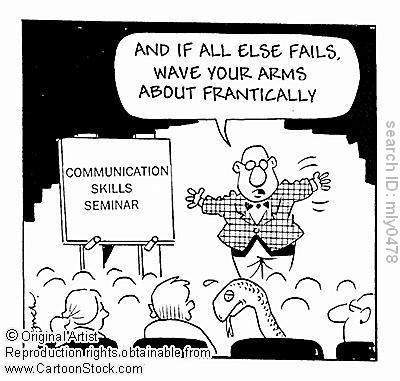 AND IF ALL ELSE FAILS,
WAVE YOUR ARMS
ABOUT FRANTICALLY
COMMUNICATION
SKILLS
SEMINAR
search ID: mly0478
© Original Artist
Reproduction rights obtainable from
www.CartoonStock.com